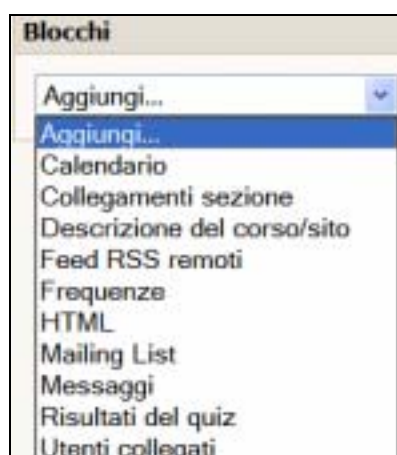 Blocchi
Aggiungi...
Aggiungi...
Calendario
Collegamenti sezione
Descrizione del corso/sito
Feed RSS remoti
Frequenze
HTML
Mailing List
Messaggi
Risultati del quiz
Utenti collegati